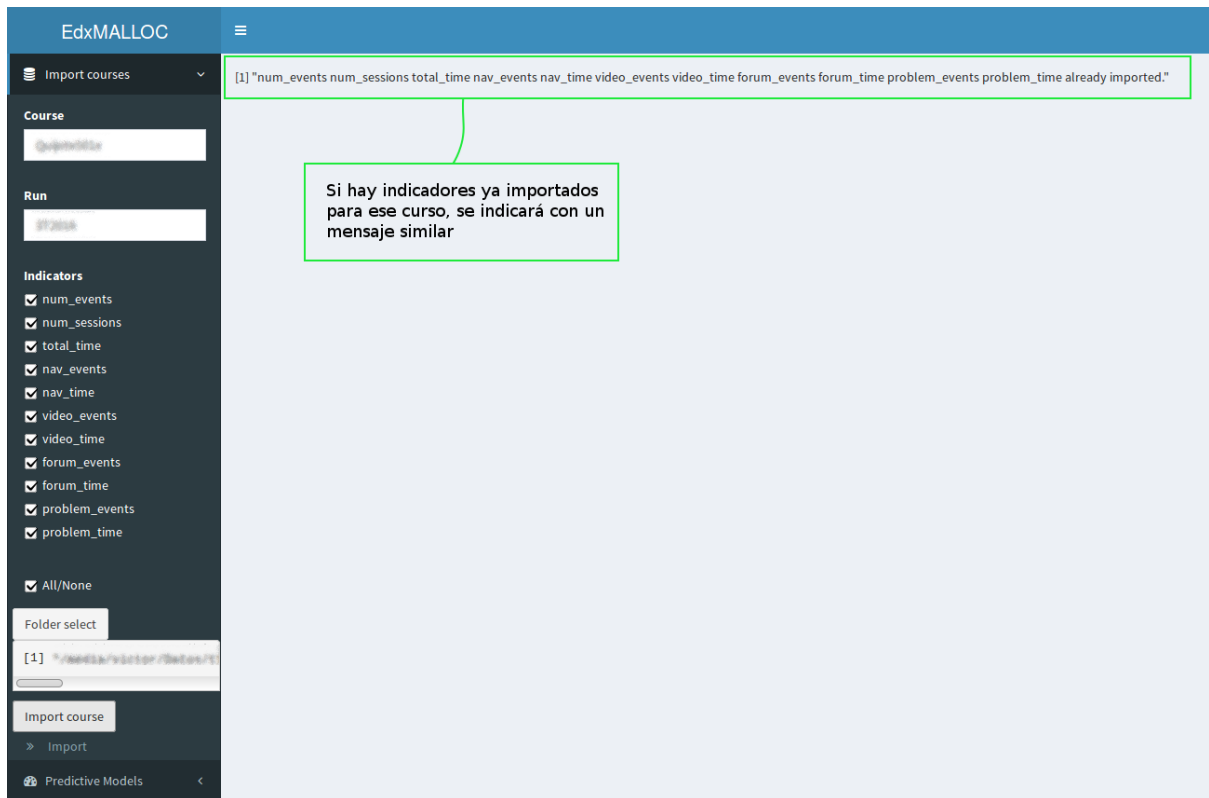 EdxMALLOC
Import courses
[1] "num_events num_sessions total_time nav_events nav_time video_events video_time forum_events forum_time problem_events problem_time already imported."
Course
Run
Si hay indicadores ya importados
para ese curso, se indicará con un
mensaje similar
Indicators
num_events
num_sessions
total_time
nav_events
nav_time
video_events
video_time
forum_events
forum_time
problem_events
problem_time
All/None
Folder select
[1]
Import course
» Import
Predictive Models